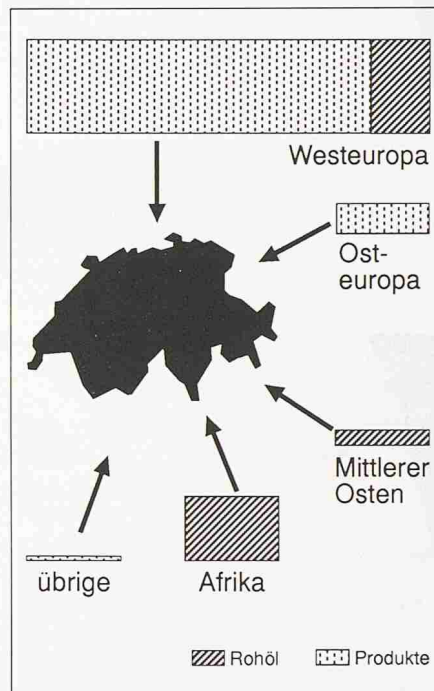 Westeuropa
Ost-
europa
Mittlerer
Osten
übrige
Afrika
Rohöl
Produkte